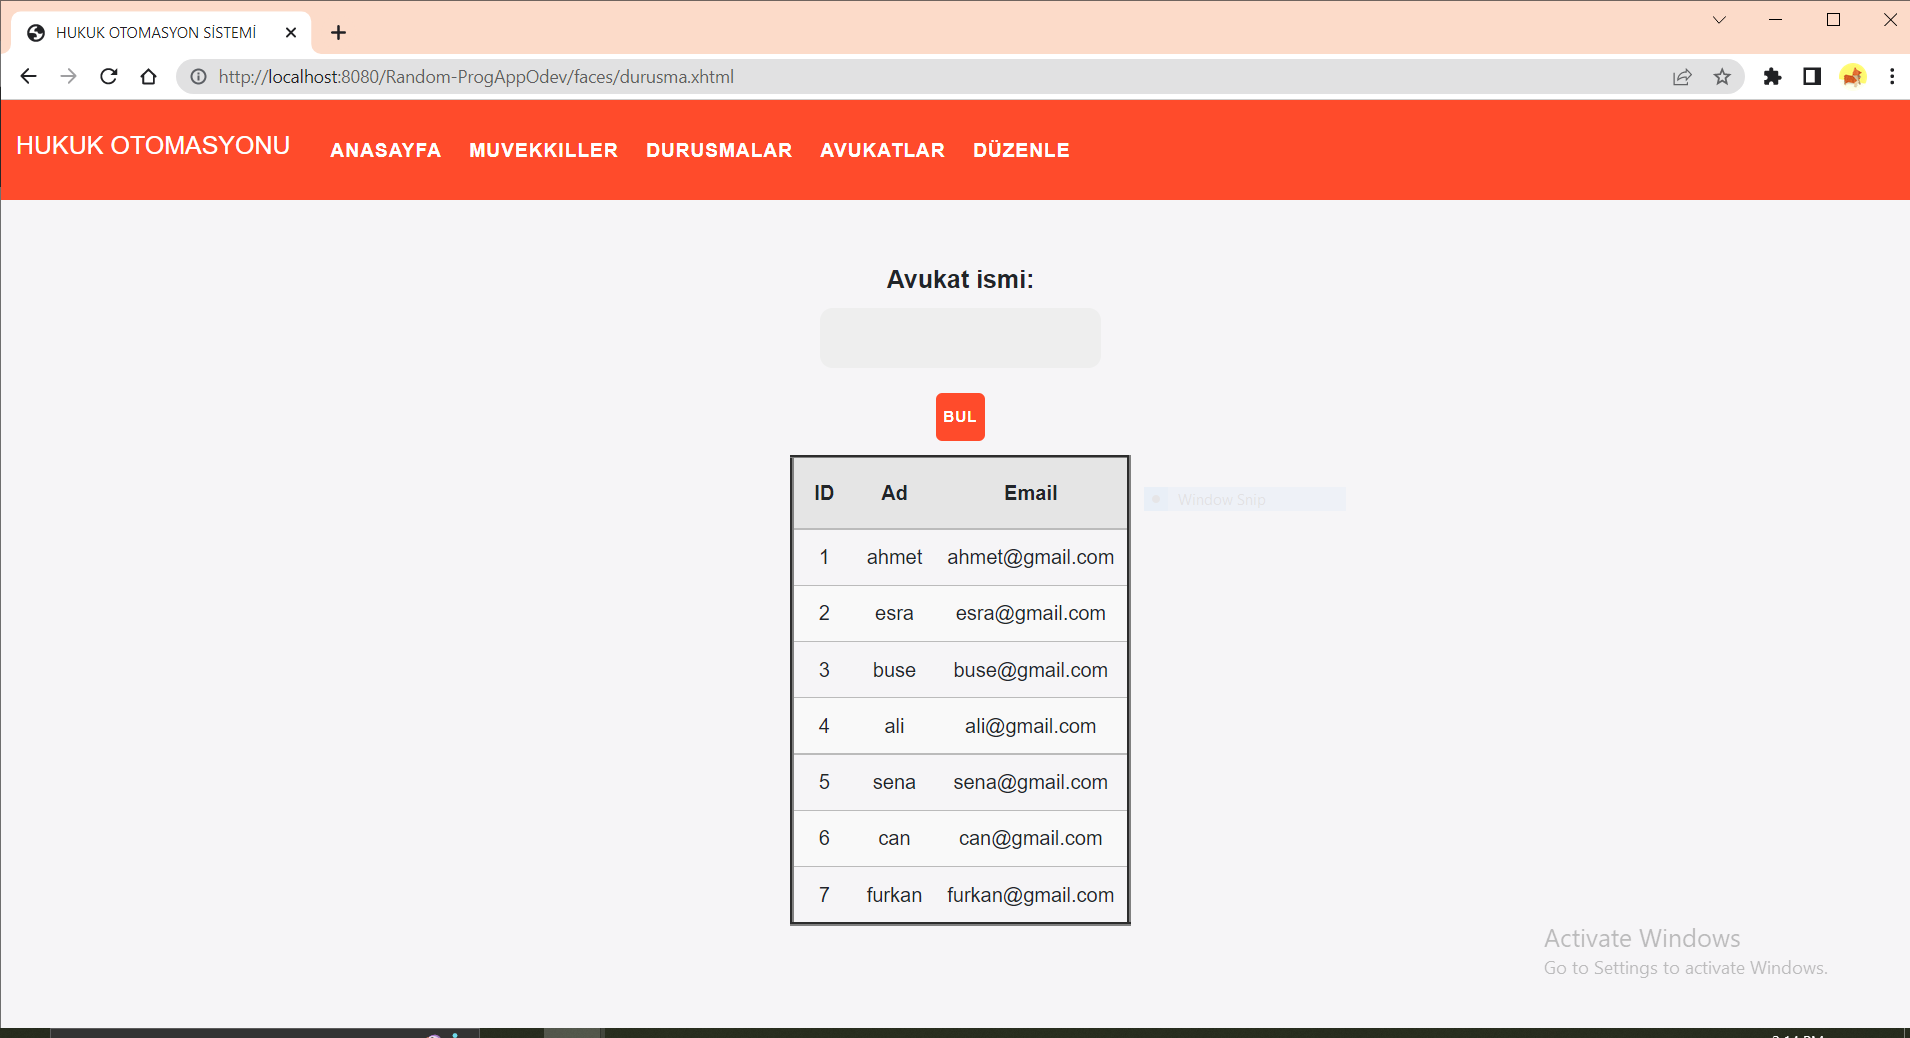 HUKUK OTOMASYON SİSTEMİ
http://localhost:8080/Random-ProgAppOdev/faces/durusma.xhtml
HUKUK OTOMASYONU ANASAYFA MUVEKKILLER DURUSMALAR AVUKATLAR DÜZENLE
Avukat ismi:
BUL
ID Ad Email
Window Snip
1 ahmet ahmet@gmail.com
2 esra esra@gmail.com
3 buse buse@gmail.com
4 ali ali@gmail.com
5 sena sena@gmail.com
6 can can@gmail.com
7 furkan furkan@gmail.com
Activate Windows
Go to Settings to activate Windows.